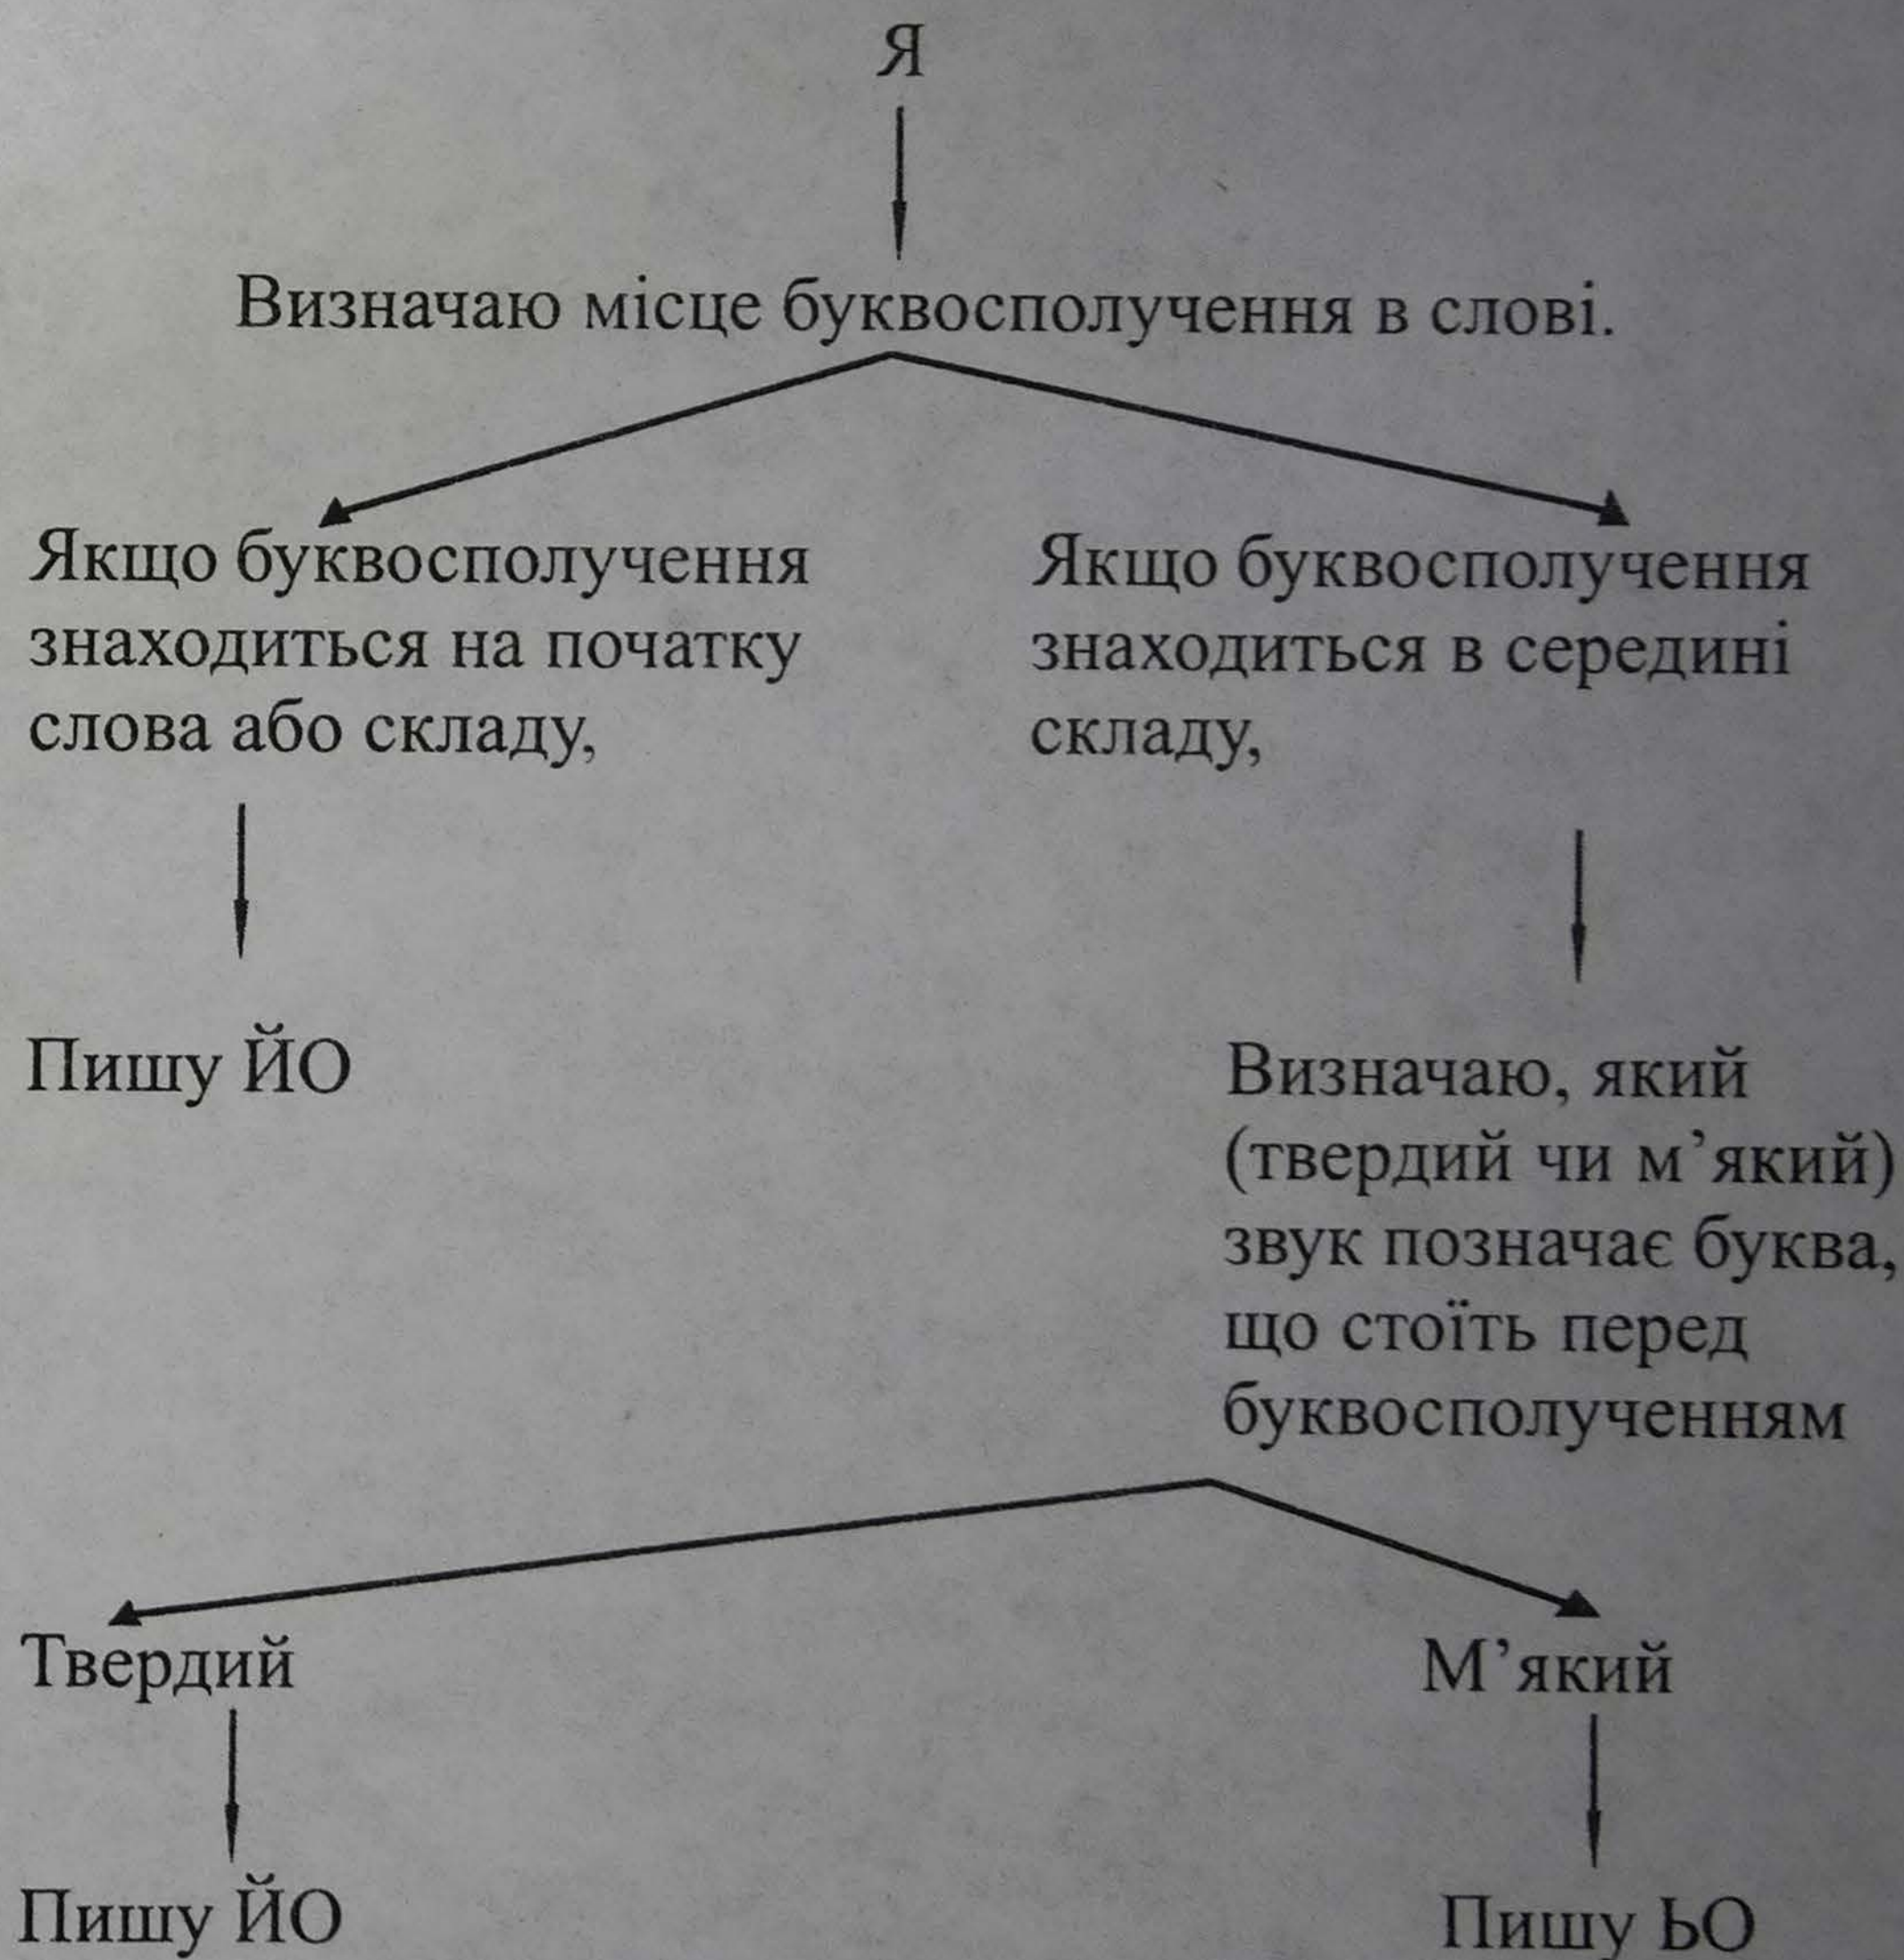 Я
Визначаю місце буквосполучення в слові.
Якщо буквосполучення
знаходиться на початку
слова або складу,
Якщо буквосполучення
знаходиться в середині
складу,
Пишу ЙО
Визначаю, який
(твердий чи м’який)
звук позначає буква,
що стоїть перед
буквосполученням
Твердий
М’який
Пишу ЙО
Пишу ЬО